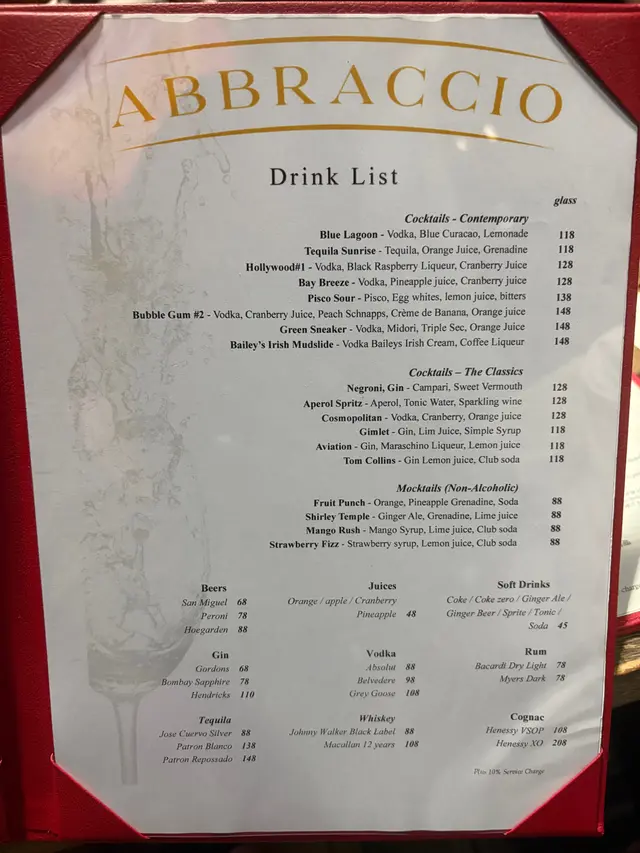 ABBRACCIO
Drink List
glass
Cocktails - Contemporary
Blue Lagoon - Vodka, Blue Curacao, Lemonade 118
Tequila Sunrise - Tequila, Orange Juice, Grenadine 118
Hollywood#1 - Vodka, Black Raspberry Liqueur, Cranberry Juice 128
Bay Breeze - Vodka, Pineapple juice, Cranberry juice 128
Pisco Sour - Pisco, Egg whites, lemon juice, bitters 138
Bubble Gum #2 - Vodka, Cranberry Juice, Peach Schnapps, Crème de Banana, Orange juice 148
Green Sneaker - Vodka, Midori, Triple Sec, Orange Juice 148
Bailey's Irish Mudslide - Vodka Baileys Irish Cream, Coffee Liqueur 148
Cocktails – The Classics
Negroni, Gin - Campari, Sweet Vermouth 128
Aperol Spritz - Aperol, Tonic Water, Sparkling wine 128
Cosmopolitan - Vodka, Cranberry, Orange juice 128
Gimlet - Gin, Lim Juice, Simple Syrup 118
Aviation - Gin, Maraschino Liqueur, Lemon juice 118
Tom Collins - Gin Lemon juice, Club soda 118
Mocktails (Non-Alcoholic)
Fruit Punch - Orange, Pineapple Grenadine, Soda 88
Shirley Temple - Ginger Ale, Grenadine, Lime juice 88
Mango Rush - Mango Syrup, Lime juice, Club soda 88
Strawberry Fizz - Strawberry syrup, Lemon juice, Club soda 88
Beers
San Miguel 68
Peroni 78
Hoegarden 88
Juices
Orange / apple / Cranberry
Pineapple 48
Soft Drinks
Coke / Coke zero / Ginger Ale /
Ginger Beer / Sprite / Tonic /
Soda 45
Gin
Gordons 68
Bombay Sapphire 78
Hendricks 110
Vodka
Absolut 88
Belvedere 98
Grey Goose 108
Rum
Bacardi Dry Light 78
Myers Dark 78
Tequila
Jose Cuervo Silver 88
Patron Blanco 138
Patron Repossado 148
Whiskey
Johnny Walker Black Label 88
Macallan 12 years 108
Cognac
Henessy VSOP 108
Henessy XO 208
Plus 10% Service Charge